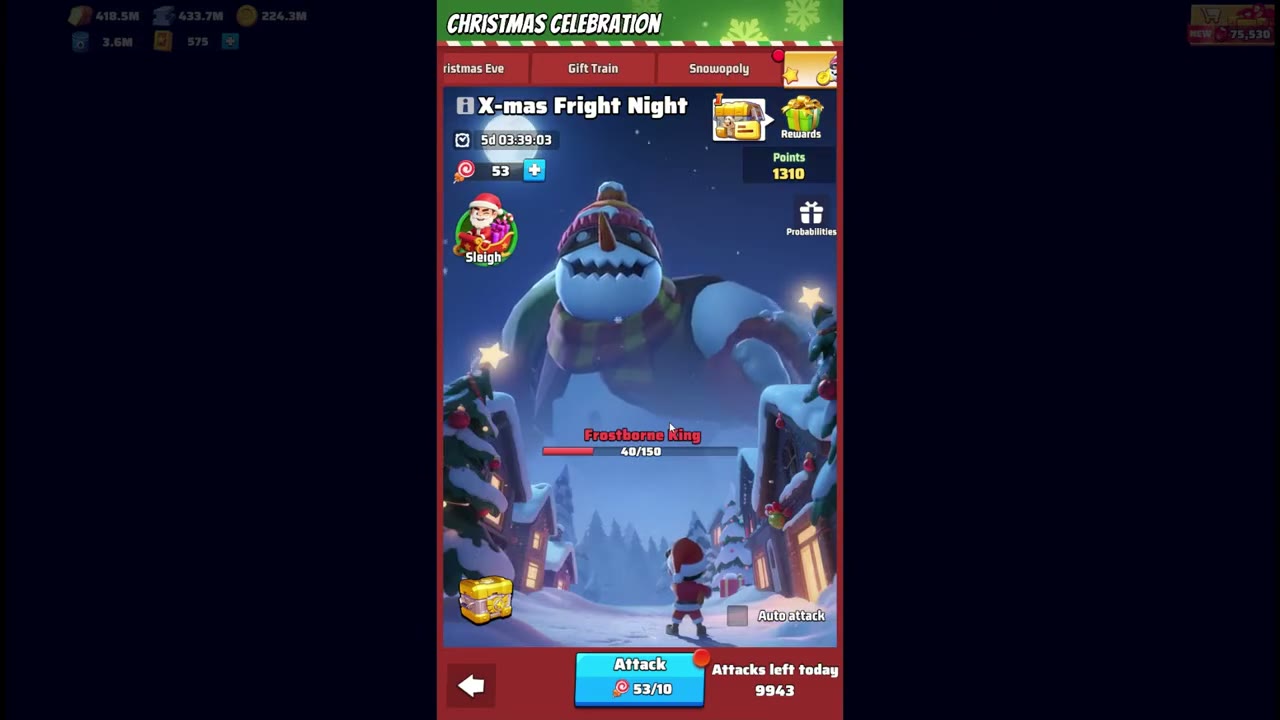 418.5M 433.7M 224.3M
3.6M 575
NEW 75,530
CHRISTMAS CELEBRATION
ristmas Eve Gift Train Snowopoly
X-mas Fright Night
Rewards
5d 03:39:03
Points
1310
53
Probabilities
Sleigh
Frostborne King
40/150
Auto attack
Attack
53/10
Attacks left today
9943